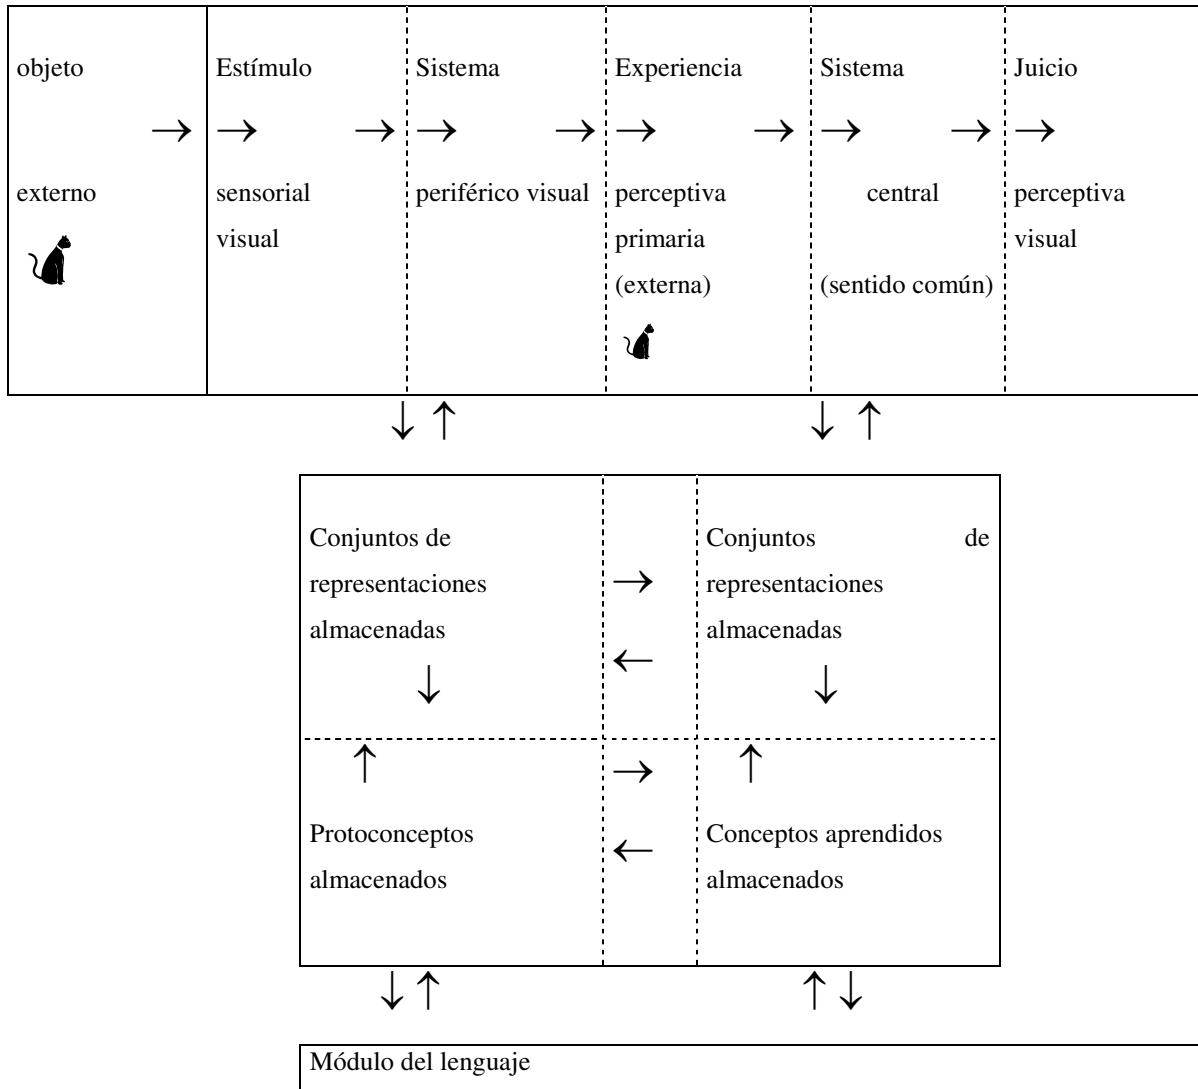 objeto Estímulo Sistema Experiencia Sistema Juicio
→ → → → → → → → → →
externo sensorial periférico visual perceptiva central perceptiva
visual primaria visual
(externa) (sentido común)
↓ ↑ ↓ ↑
Conjuntos de Conjuntos de
representaciones → representaciones
almacenadas almacenadas
←
↓ ↓
↑ → ↑
Protoconceptos ← Conceptos aprendidos
almacenados almacenados
↓ ↑ ↑ ↓
Módulo del lenguaje